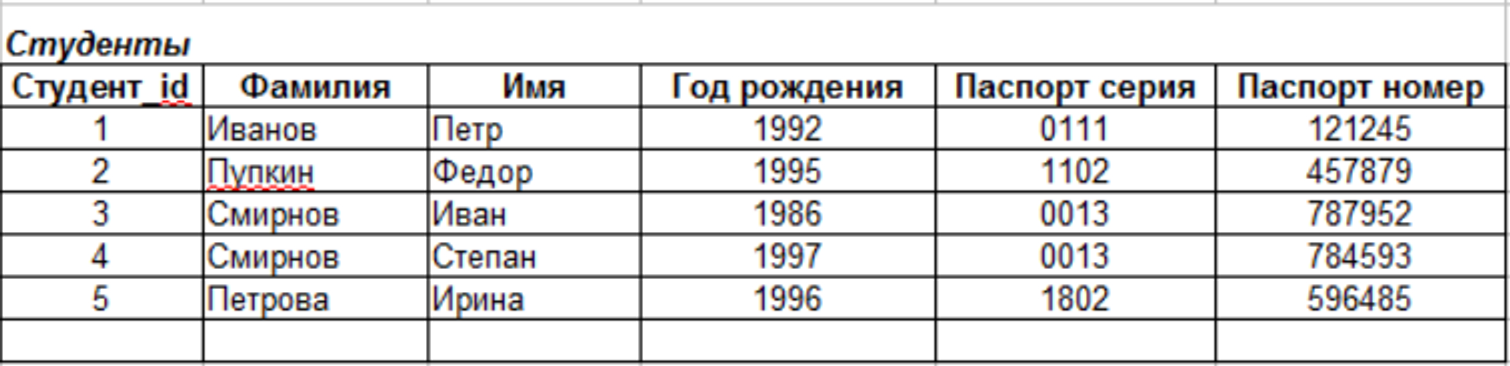 Студенты
Студент_id Фамилия Имя Год рождения Паспорт серия Паспорт номер
1 Иванов Петр 1992 0111 121245
2 Пупкин Федор 1995 1102 457879
3 Смирнов Иван 1986 0013 787952
4 Смирнов Степан 1997 0013 784593
5 Петрова Ирина 1996 1802 596485